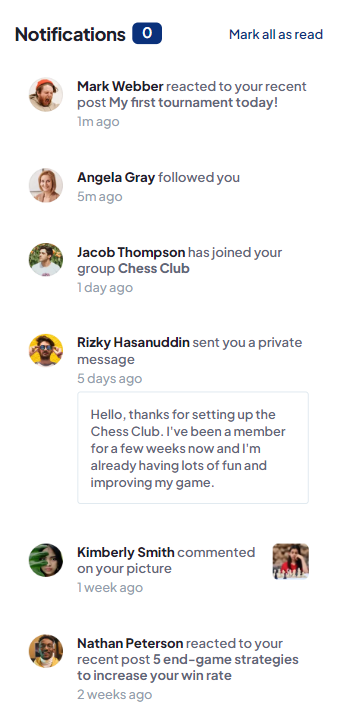 Notifications 0 Mark all as read
Mark Webber reacted to your recent
post My first tournament today!
1m ago
Angela Gray followed you
5m ago
Jacob Thompson has joined your
group Chess Club
1 day ago
Rizky Hasanuddin sent you a private
message
5 days ago
Hello, thanks for setting up the
Chess Club. I've been a member
for a few weeks now and I'm
already having lots of fun and
improving my game.
Kimberly Smith commented
on your picture
1 week ago
Nathan Peterson reacted to your
recent post 5 end-game strategies
to increase your win rate
2 weeks ago